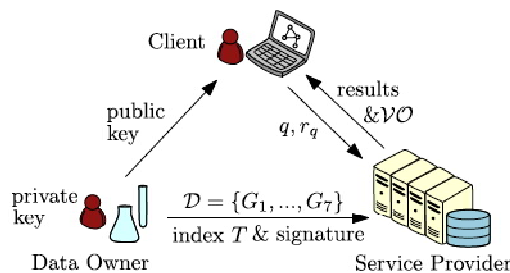 Client
results
&𝒱𝒪
public
key
q, r_q
private
key
𝒟 = {G_1, ..., G_7}
index T & signature
Data Owner
Service Provider